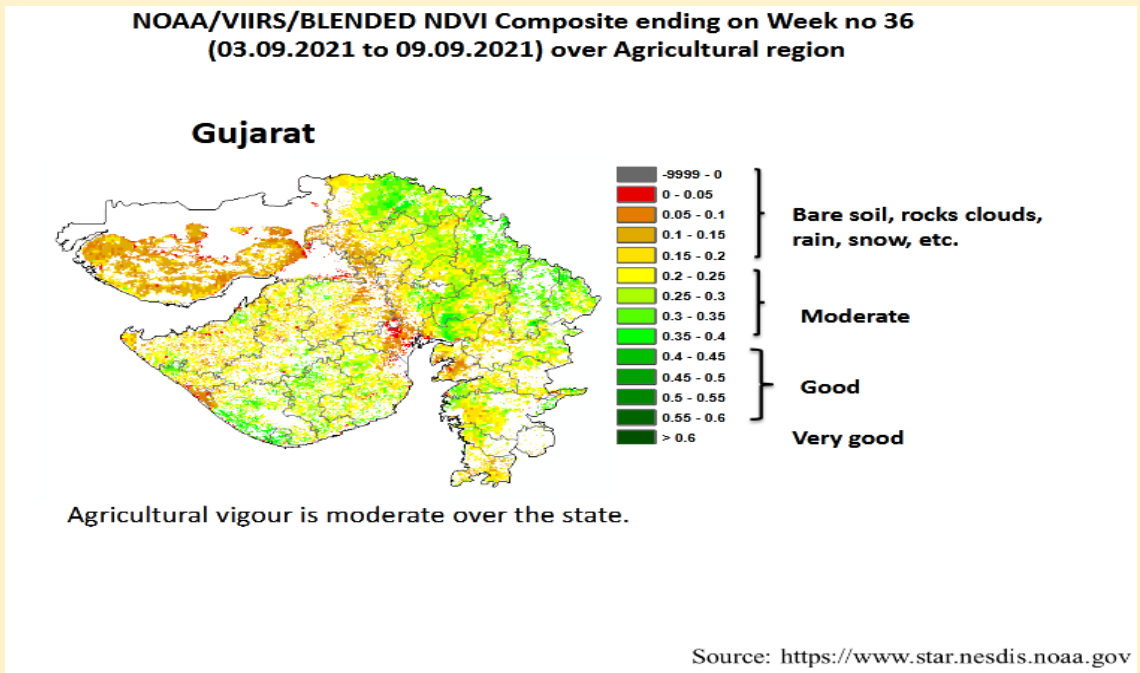 NOAA/VIIRS/BLENDED NDVI Composite ending on Week no 36
(03.09.2021 to 09.09.2021) over Agricultural region
Gujarat
-9999 - 0
0 - 0.05
0.05 - 0.1
0.1 - 0.15
0.15 - 0.2
0.2 - 0.25
0.25 - 0.3
0.3 - 0.35
0.35 - 0.4
0.4 - 0.45
0.45 - 0.5
0.5 - 0.55
0.55 - 0.6
> 0.6
Bare soil, rocks clouds,
rain, snow, etc.
Moderate
Good
Very good
Agricultural vigour is moderate over the state.
Source: https://www.star.nesdis.noaa.gov